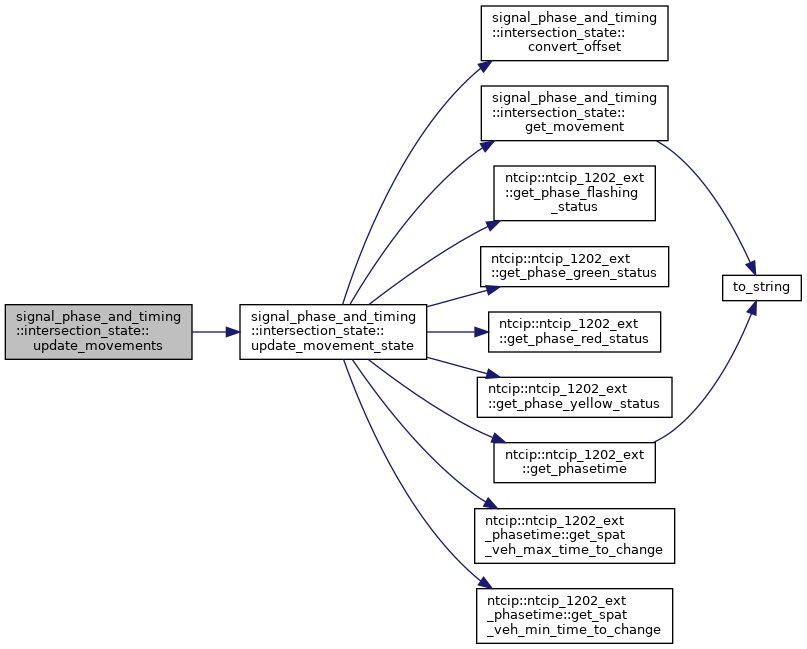 signal_phase_and_timing
::intersection_state::
update_movements
signal_phase_and_timing
::intersection_state::
update_movement_state
signal_phase_and_timing
::intersection_state::
convert_offset
signal_phase_and_timing
::intersection_state::
get_movement
ntcip::ntcip_1202_ext
::get_phase_flashing
_status
ntcip::ntcip_1202_ext
::get_phase_green_status
ntcip::ntcip_1202_ext
::get_phase_red_status
ntcip::ntcip_1202_ext
::get_phase_yellow_status
ntcip::ntcip_1202_ext
::get_phasetime
ntcip::ntcip_1202_ext
_phasetime::get_spat
_veh_max_time_to_change
ntcip::ntcip_1202_ext
_phasetime::get_spat
_veh_min_time_to_change
to_string